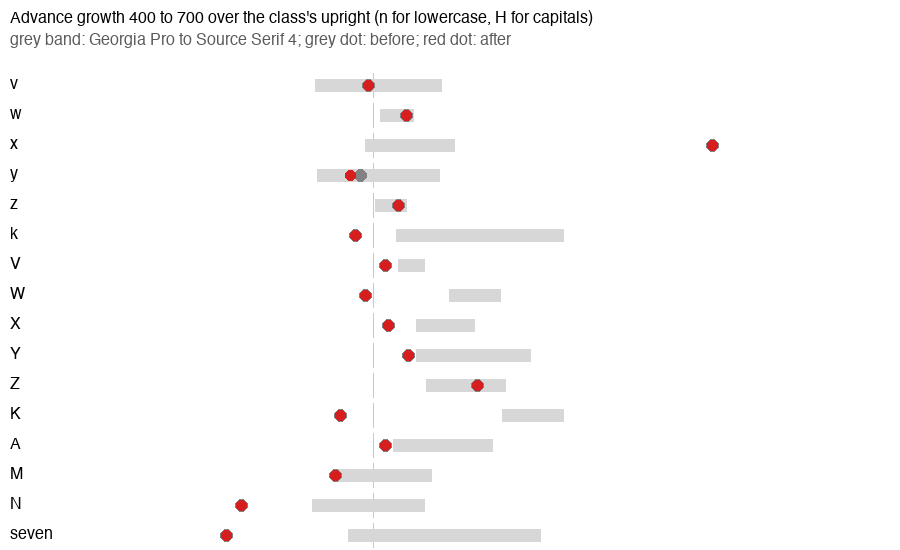 Advance growth 400 to 700 over the class's upright (n for lowercase, H for capitals)
grey band: Georgia Pro to Source Serif 4; grey dot: before; red dot: after
v
w
x
y
z
k
V
W
X
Y
Z
K
A
M
N
seven